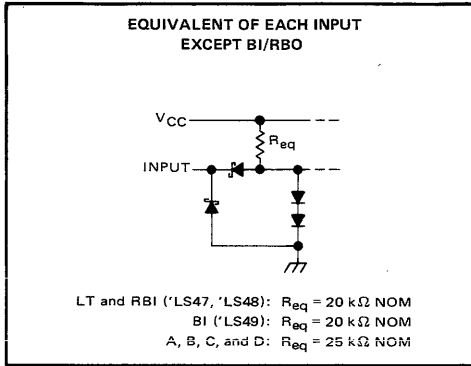 EQUIVALENT OF EACH INPUT
EXCEPT BI/RBO
VCC
Req
INPUT
LT and RBI ('LS47, 'LS48): Req = 20 kΩ NOM
BI ('LS49): Req = 20 kΩ NOM
A, B, C, and D: Req = 25 kΩ NOM